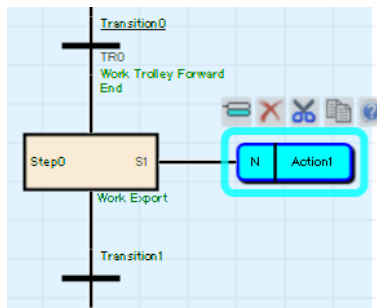 Transition0
TR0
Work Trolley Forward
End
Step0 S1
N Action1
Work Export
Transition1